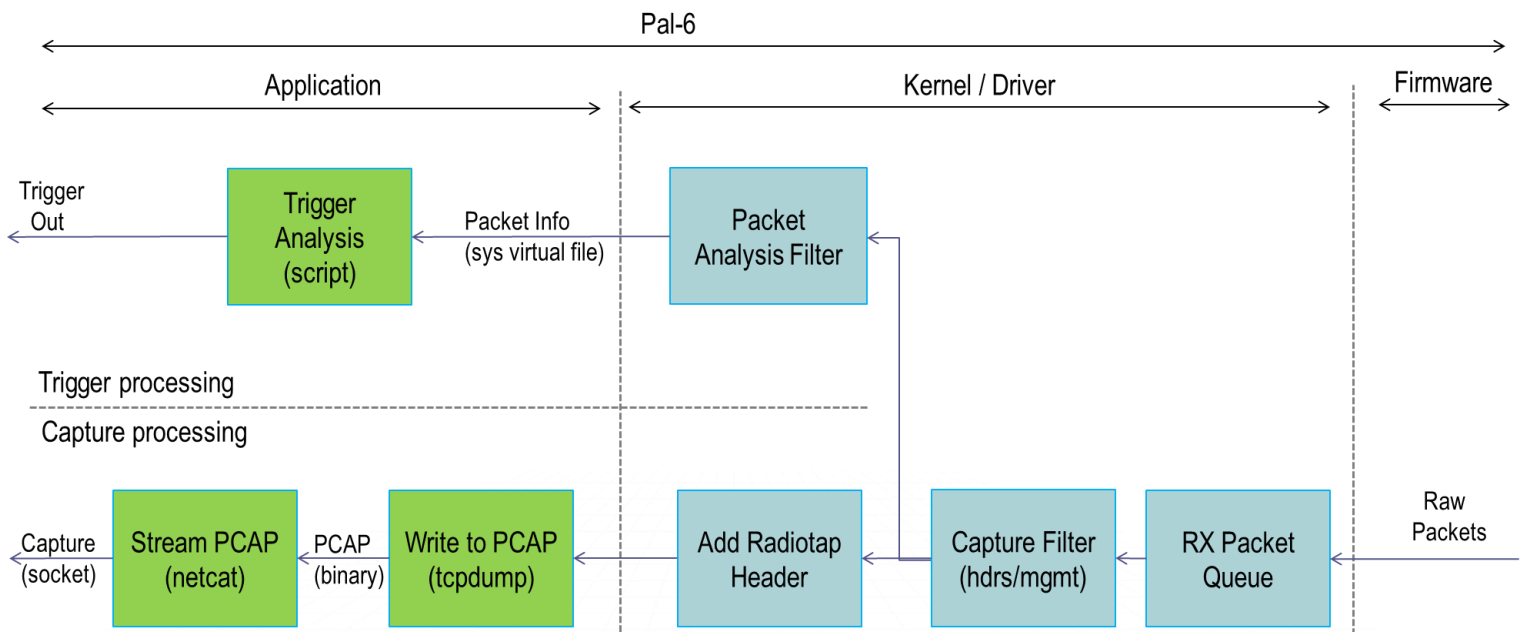 Pal-6
Application
Kernel / Driver
Firmware
Trigger
Out
Trigger
Analysis
(script)
Packet Info
(sys virtual file)
Packet
Analysis Filter
Trigger processing
Capture processing
Capture
(socket)
Stream PCAP
(netcat)
PCAP
(binary)
Write to PCAP
(tcpdump)
Add Radiotap
Header
Capture Filter
(hdrs/mgmt)
RX Packet
Queue
Raw
Packets